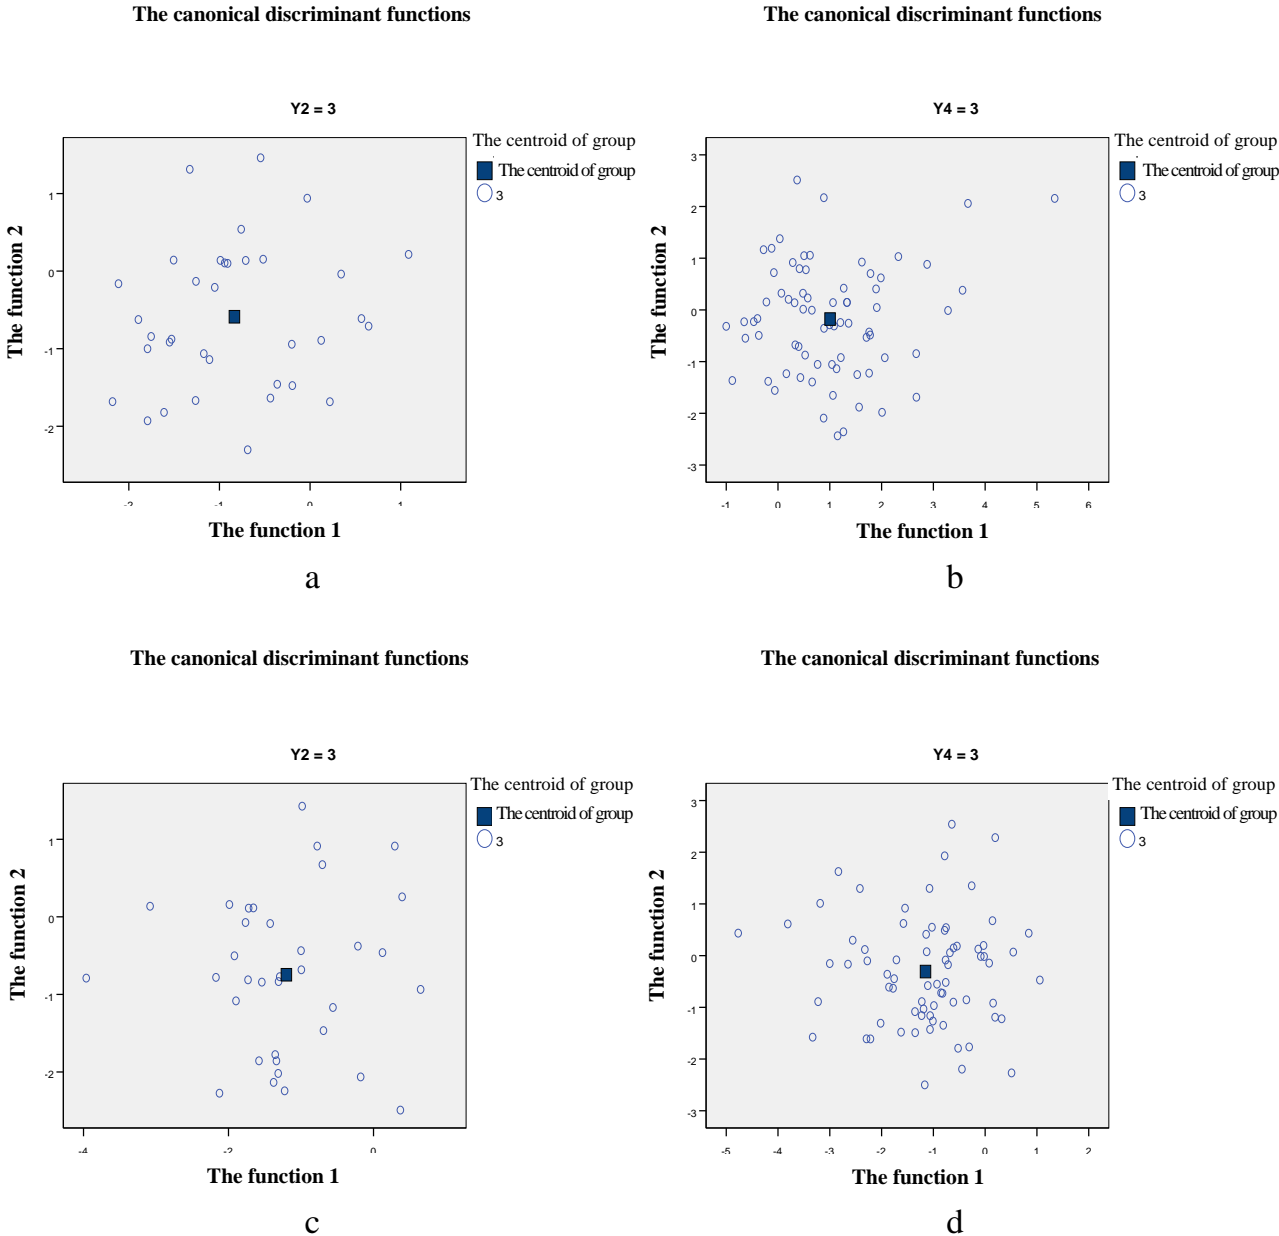 The canonical discriminant functions
Y2 = 3
The centroid of group
The centroid of group
3
The function 2
1
0
-1
-2
-2
-1
0
1
The function 1
a
The canonical discriminant functions
Y4 = 3
The centroid of group
The centroid of group
3
The function 2
3
2
1
0
-1
-2
-3
-1
0
1
2
3
4
5
6
The function 1
b
The canonical discriminant functions
Y2 = 3
The centroid of group
The centroid of group
3
The function 2
1
0
-1
-2
-4
-2
0
The function 1
c
The canonical discriminant functions
Y4 = 3
The centroid of group
The centroid of group
3
The function 2
3
2
1
0
-1
-2
-3
-5
-4
-3
-2
-1
0
1
2
The function 1
d